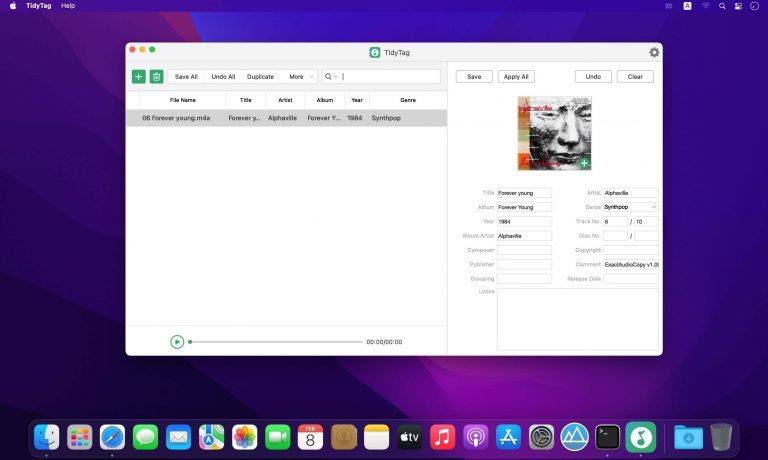 TidyTag Help A
TidyTag
Save All Undo All Duplicate More
Save Apply All Undo Clear
File Name Title Artist Album Year Genre
06 Forever young.m4a Forever y... Alphaville Forever Y... 1984 Synthpop
Title Forever young Artist Alphaville
Album Forever Young Genre Synthpop
Year 1984 Track No. 6 / 10
Album Artist Alphaville Disc No. /
Composer Copyright
Publisher Comment ExactAudioCopy v1.0
Grouping Release Date
Lyrics
00:00/00:00
FEB
8
tv